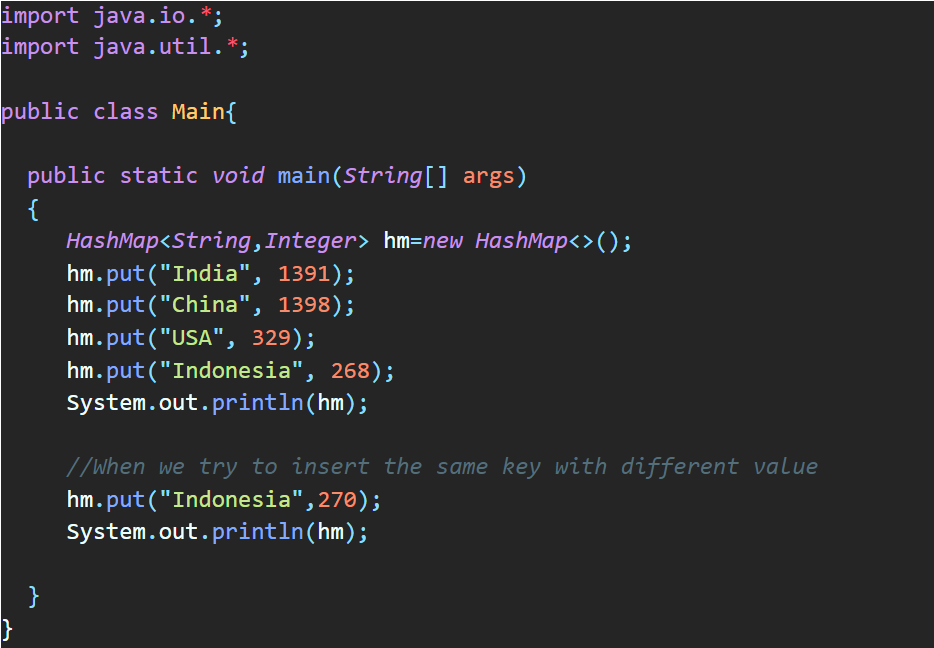 import java.io.*;
import java.util.*;
public class Main{
public static void main(String[] args)
{
HashMap<String,Integer> hm=new HashMap<>();
hm.put("India", 1391);
hm.put("China", 1398);
hm.put("USA", 329);
hm.put("Indonesia", 268);
System.out.println(hm);
//When we try to insert the same key with different value
hm.put("Indonesia",270);
System.out.println(hm);
}
}